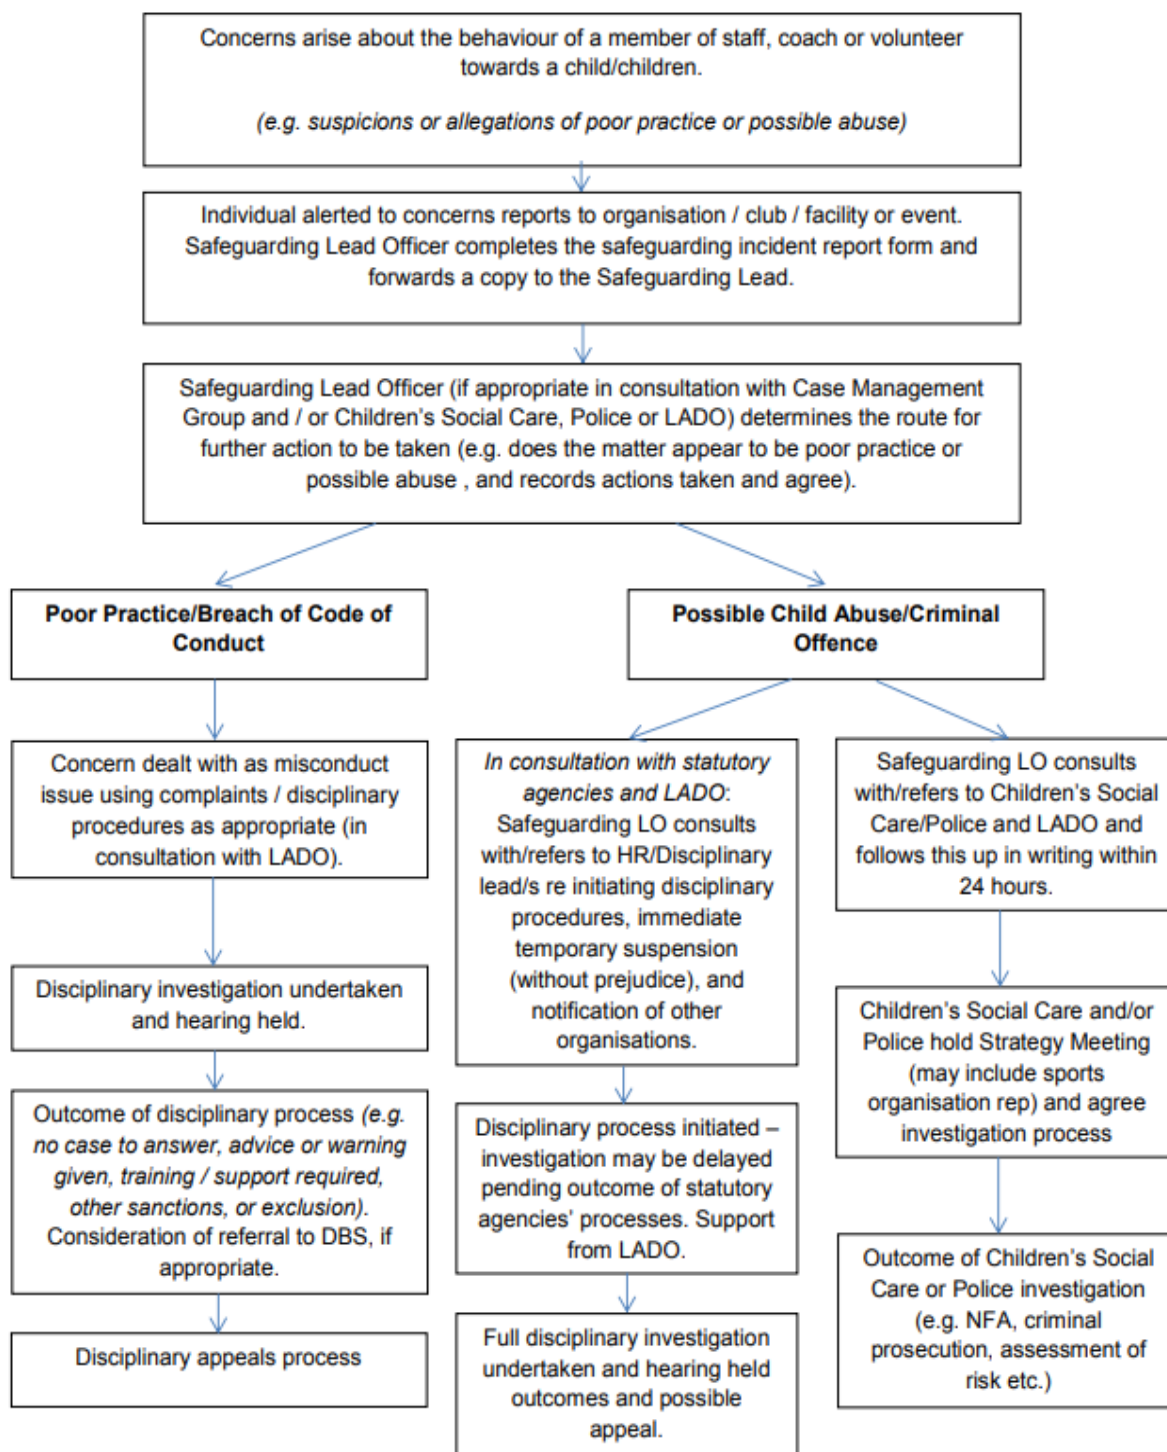 Concerns arise about the behaviour of a member of staff, coach or volunteer
towards a child/children.
(e.g. suspicions or allegations of poor practice or possible abuse)
Individual alerted to concerns reports to organisation / club / facility or event.
Safeguarding Lead Officer completes the safeguarding incident report form and
forwards a copy to the Safeguarding Lead.
Safeguarding Lead Officer (if appropriate in consultation with Case Management
Group and / or Children's Social Care, Police or LADO) determines the route for
further action to be taken (e.g. does the matter appear to be poor practice or
possible abuse , and records actions taken and agree).
Poor Practice/Breach of Code of
Conduct
Concern dealt with as misconduct
issue using complaints / disciplinary
procedures as appropriate (in
consultation with LADO).
Disciplinary investigation undertaken
and hearing held.
Outcome of disciplinary process (e.g.
no case to answer, advice or warning
given, training / support required,
other sanctions, or exclusion).
Consideration of referral to DBS, if
appropriate.
Disciplinary appeals process
Possible Child Abuse/Criminal
Offence
In consultation with statutory
agencies and LADO:
Safeguarding LO consults
with/refers to HR/Disciplinary
lead/s re initiating disciplinary
procedures, immediate
temporary suspension
(without prejudice), and
notification of other
organisations.
Disciplinary process initiated –
investigation may be delayed
pending outcome of statutory
agencies' processes. Support
from LADO.
Full disciplinary investigation
undertaken and hearing held
outcomes and possible
appeal.
Safeguarding LO consults
with/refers to Children's Social
Care/Police and LADO and
follows this up in writing within
24 hours.
Children's Social Care and/or
Police hold Strategy Meeting
(may include sports
organisation rep) and agree
investigation process
Outcome of Children's Social
Care or Police investigation
(e.g. NFA, criminal
prosecution, assessment of
risk etc.)